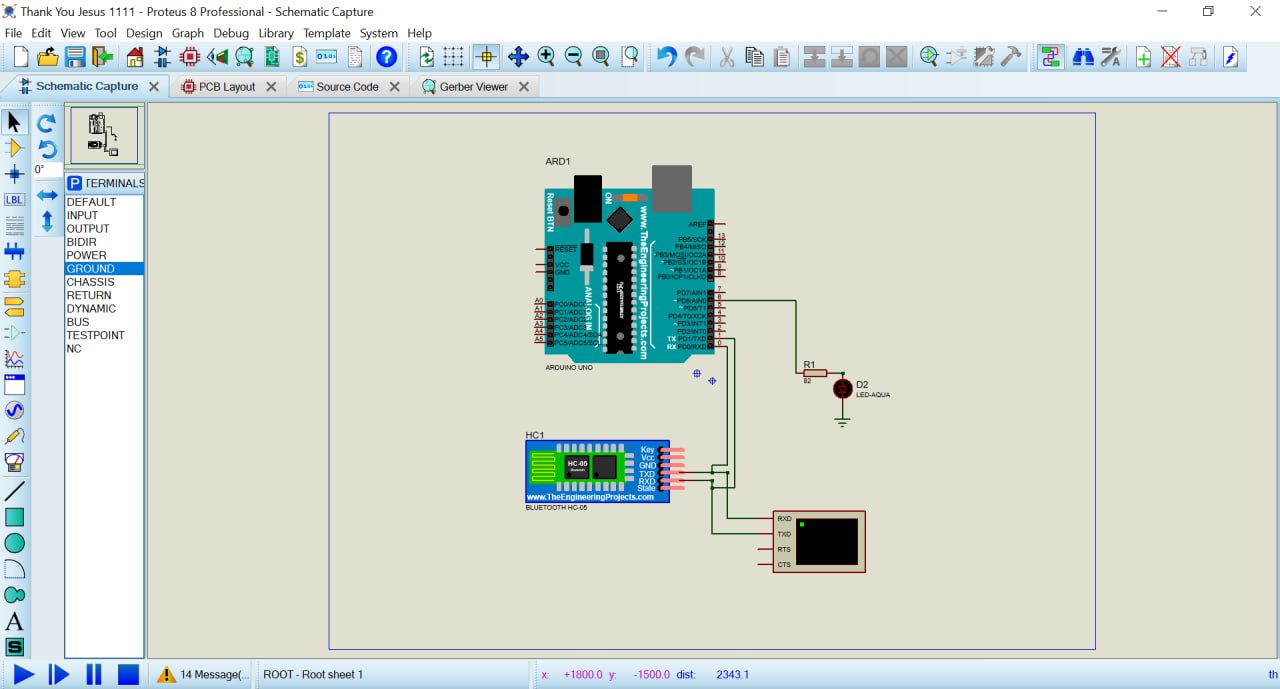 Thank You Jesus 1111 - Proteus 8 Professional - Schematic Capture
File Edit View Tool Design Graph Debug Library Template System Help
Schematic Capture
PCB Layout
Source Code
Gerber Viewer
0°
LBL
P TERMINALS
DEFAULT
INPUT
OUTPUT
BIDIR
POWER
GROUND
CHASSIS
RETURN
DYNAMIC
BUS
TESTPOINT
NC
A
S
ARD1
Reset BTN
ON
www.TheEngineeringProjects.com
ANALOG IN
RESET
VCC
GND
A0 PC0/ADC0
A1 PC1/ADC1
A2 PC2/ADC2
A3 PC3/ADC3
A4 PC4/ADC4/SDA
A5 PC5/ADC5/SCL
AREF
PB5/SCK 13
PB4/MISO 12
PB3/MOSI/OC2A 11
PB2/SS/OC1B 10
PB1/OC1A 9
PB0/ICP1/CLKO 8
PD7/AIN1 7
PD6/AIN0 6
PD5/T1 5
PD4/T0/XCK 4
PD3/INT1 3
PD2/INT0 2
TX PD1/TXD 1
RX PD0/RXD 0
ARDUINO UNO
R1
82
D2
LED-AQUA
HC1
HC-05
Key
Vcc
GND
TXD
RXD
State
www.TheEngineeringProjects.com
BLUETOOTH HC-05
RXD
TXD
RTS
CTS
14 Message(...
ROOT - Root sheet 1
x: +1800.0 y: -1500.0 dist: 2343.1
th